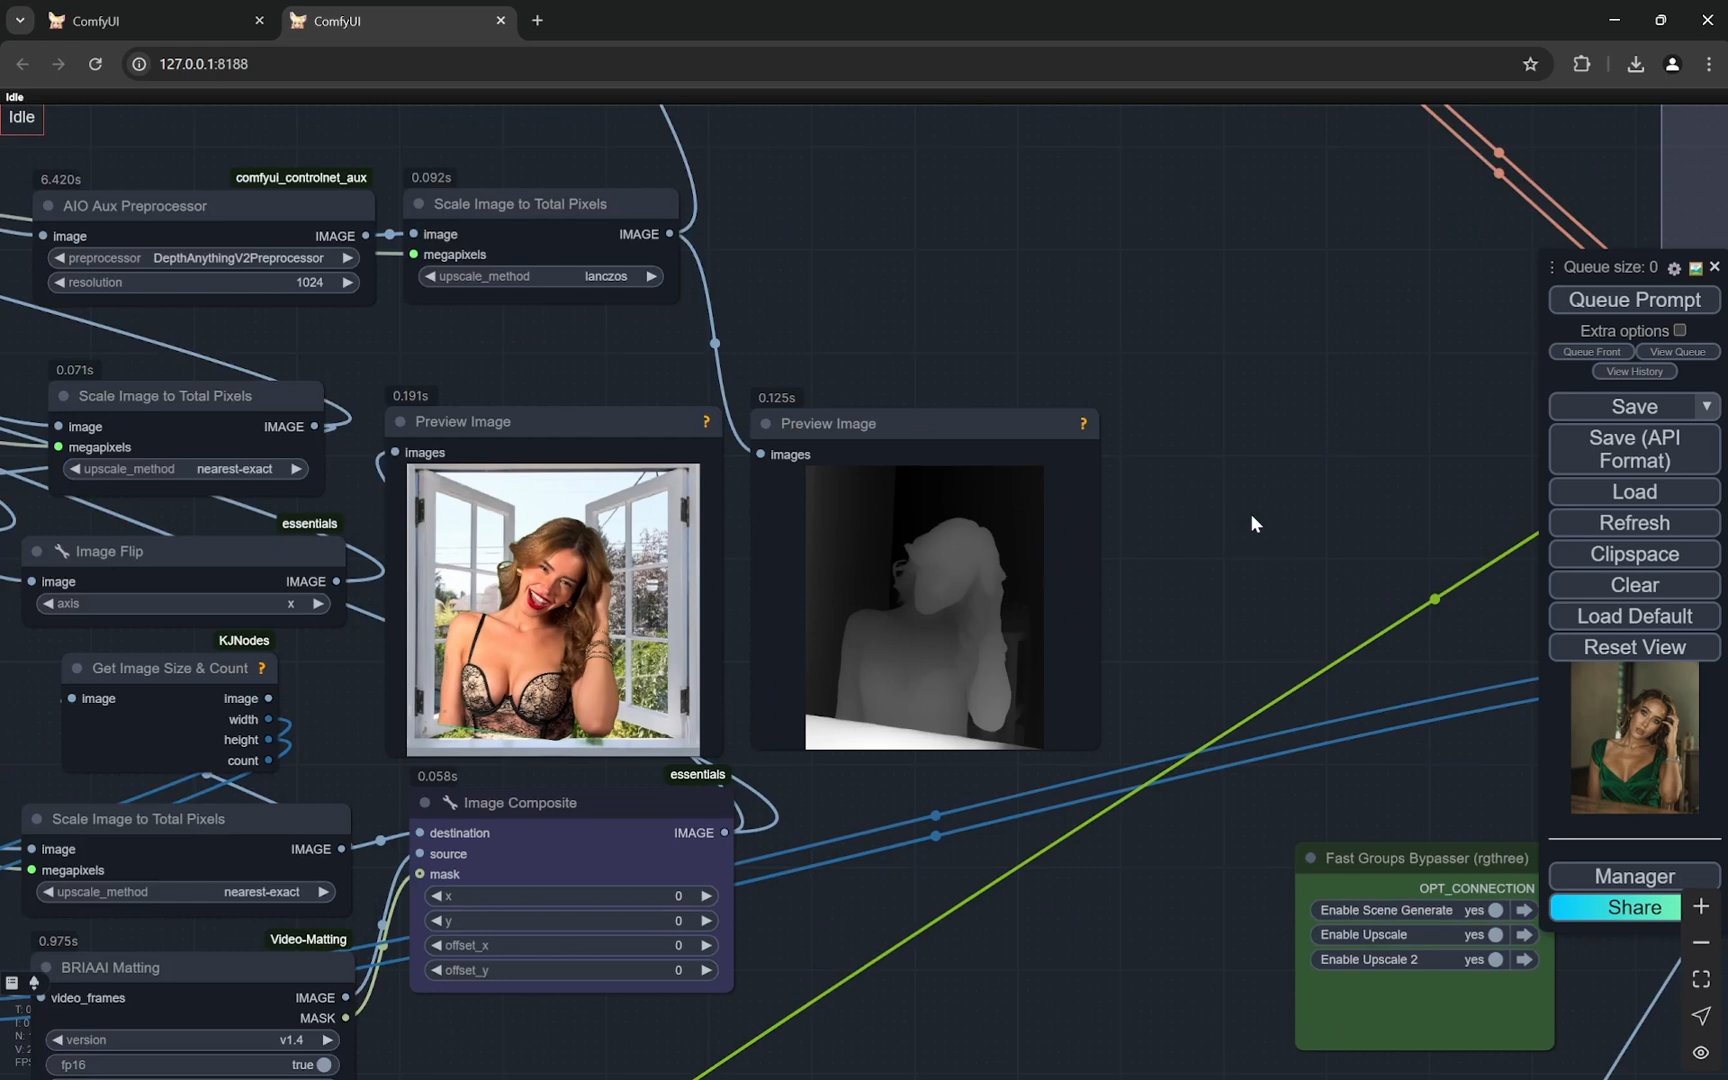 ComfyUI
ComfyUI
127.0.0.1:8188
Idle
Idle
6.420s
comfyui_controlnet_aux
AIO Aux Preprocessor
image IMAGE
preprocessor DepthAnythingV2Preprocessor
resolution 1024
0.092s
Scale Image to Total Pixels
image IMAGE
megapixels
upscale_method lanczos
0.071s
Scale Image to Total Pixels
image IMAGE
megapixels
upscale_method nearest-exact
essentials
Image Flip
image IMAGE
axis x
KJNodes
Get Image Size & Count ?
image image
width
height
count
Scale Image to Total Pixels
image IMAGE
megapixels
upscale_method nearest-exact
0.975s
Video-Matting
BRIAAI Matting
video_frames IMAGE
MASK
version v1.4
fp16 true
0.191s
Preview Image ?
images
0.125s
Preview Image ?
images
0.058s
essentials
Image Composite
destination IMAGE
source
mask
x 0
y 0
offset_x 0
offset_y 0
Fast Groups Bypasser (rgthree)
OPT_CONNECTION
Enable Scene Generate yes
Enable Upscale yes
Enable Upscale 2 yes
Queue size: 0
Queue Prompt
Extra options
Queue Front
View Queue
View History
Save
Save (API
Format)
Load
Refresh
Clipspace
Clear
Load Default
Reset View
Manager
Share